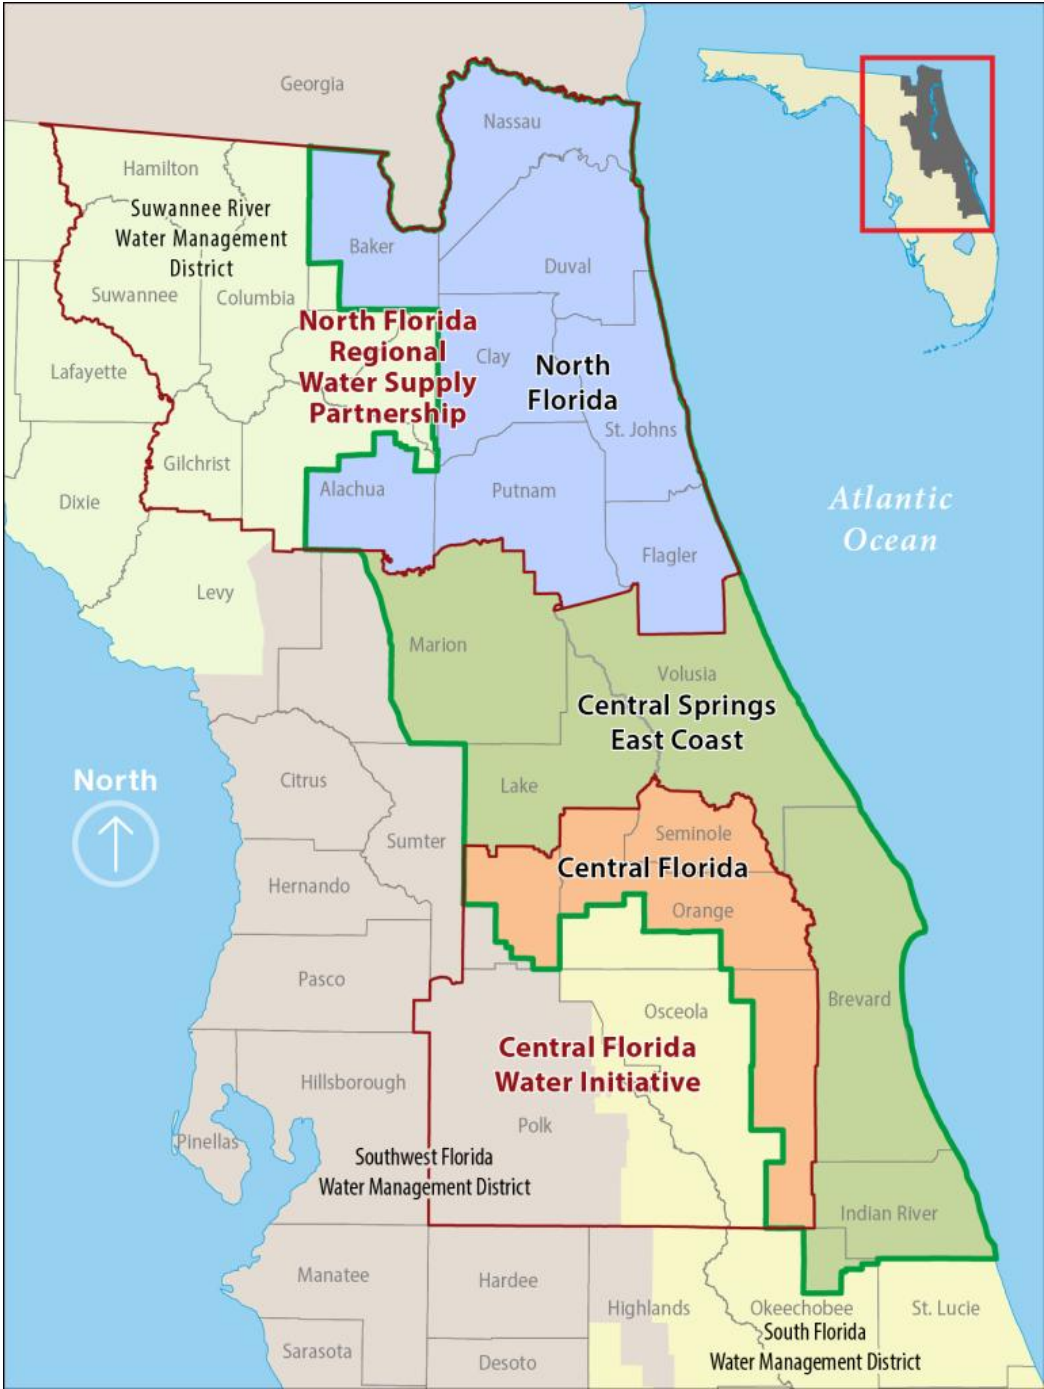 Georgia
Nassau
Hamilton
Suwannee River
Water Management
District
Baker
Duval
Suwannee
Columbia
North Florida
Regional
Water Supply
Partnership
Clay
North
Florida
Lafayette
St. Johns
Gilchrist
Alachua
Putnam
Dixie
Atlantic
Ocean
Flagler
Levy
Marion
Volusia
Central Springs
East Coast
North
Citrus
Lake
Sumter
Seminole
Central Florida
Hernando
Orange
Pasco
Brevard
Osceola
Central Florida
Water Initiative
Hillsborough
Polk
Pinellas
Southwest Florida
Water Management District
Indian River
Manatee
Hardee
Highlands
Okeechobee
St. Lucie
South Florida
Water Management District
Sarasota
Desoto